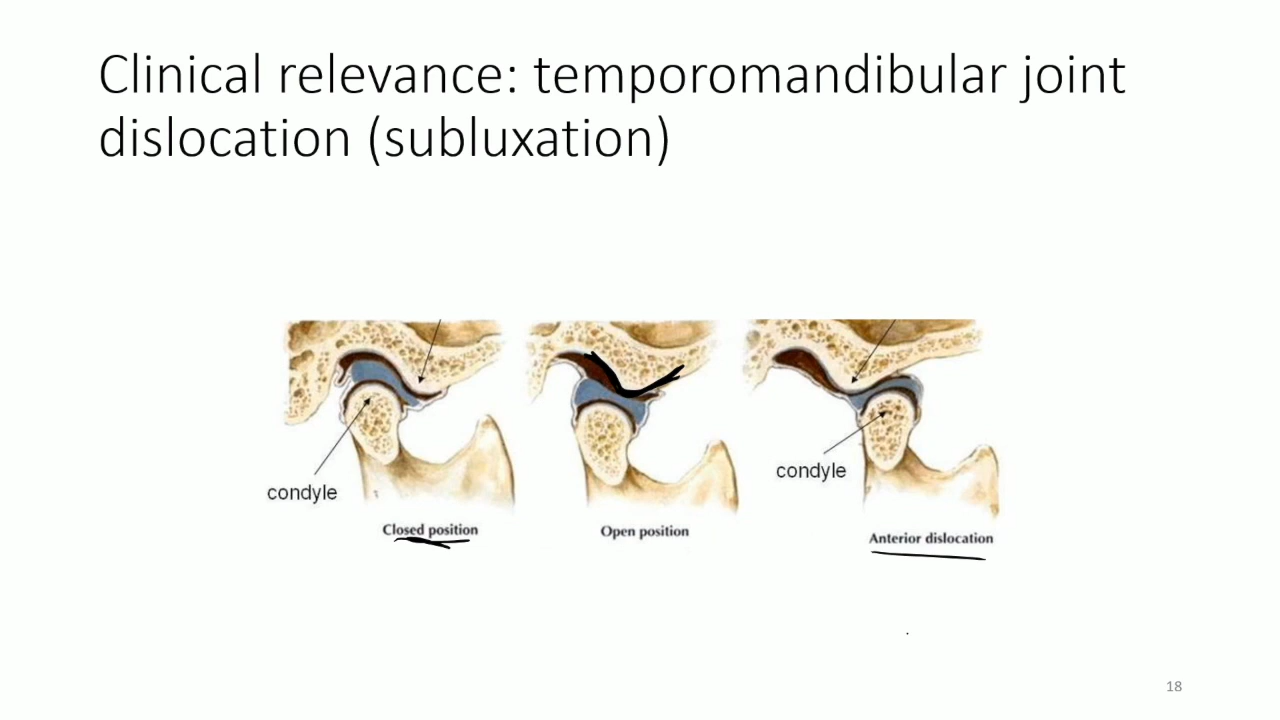 Clinical relevance: temporomandibular joint
dislocation (subluxation)
condyle
condyle
Closed position
Open position
Anterior dislocation
18